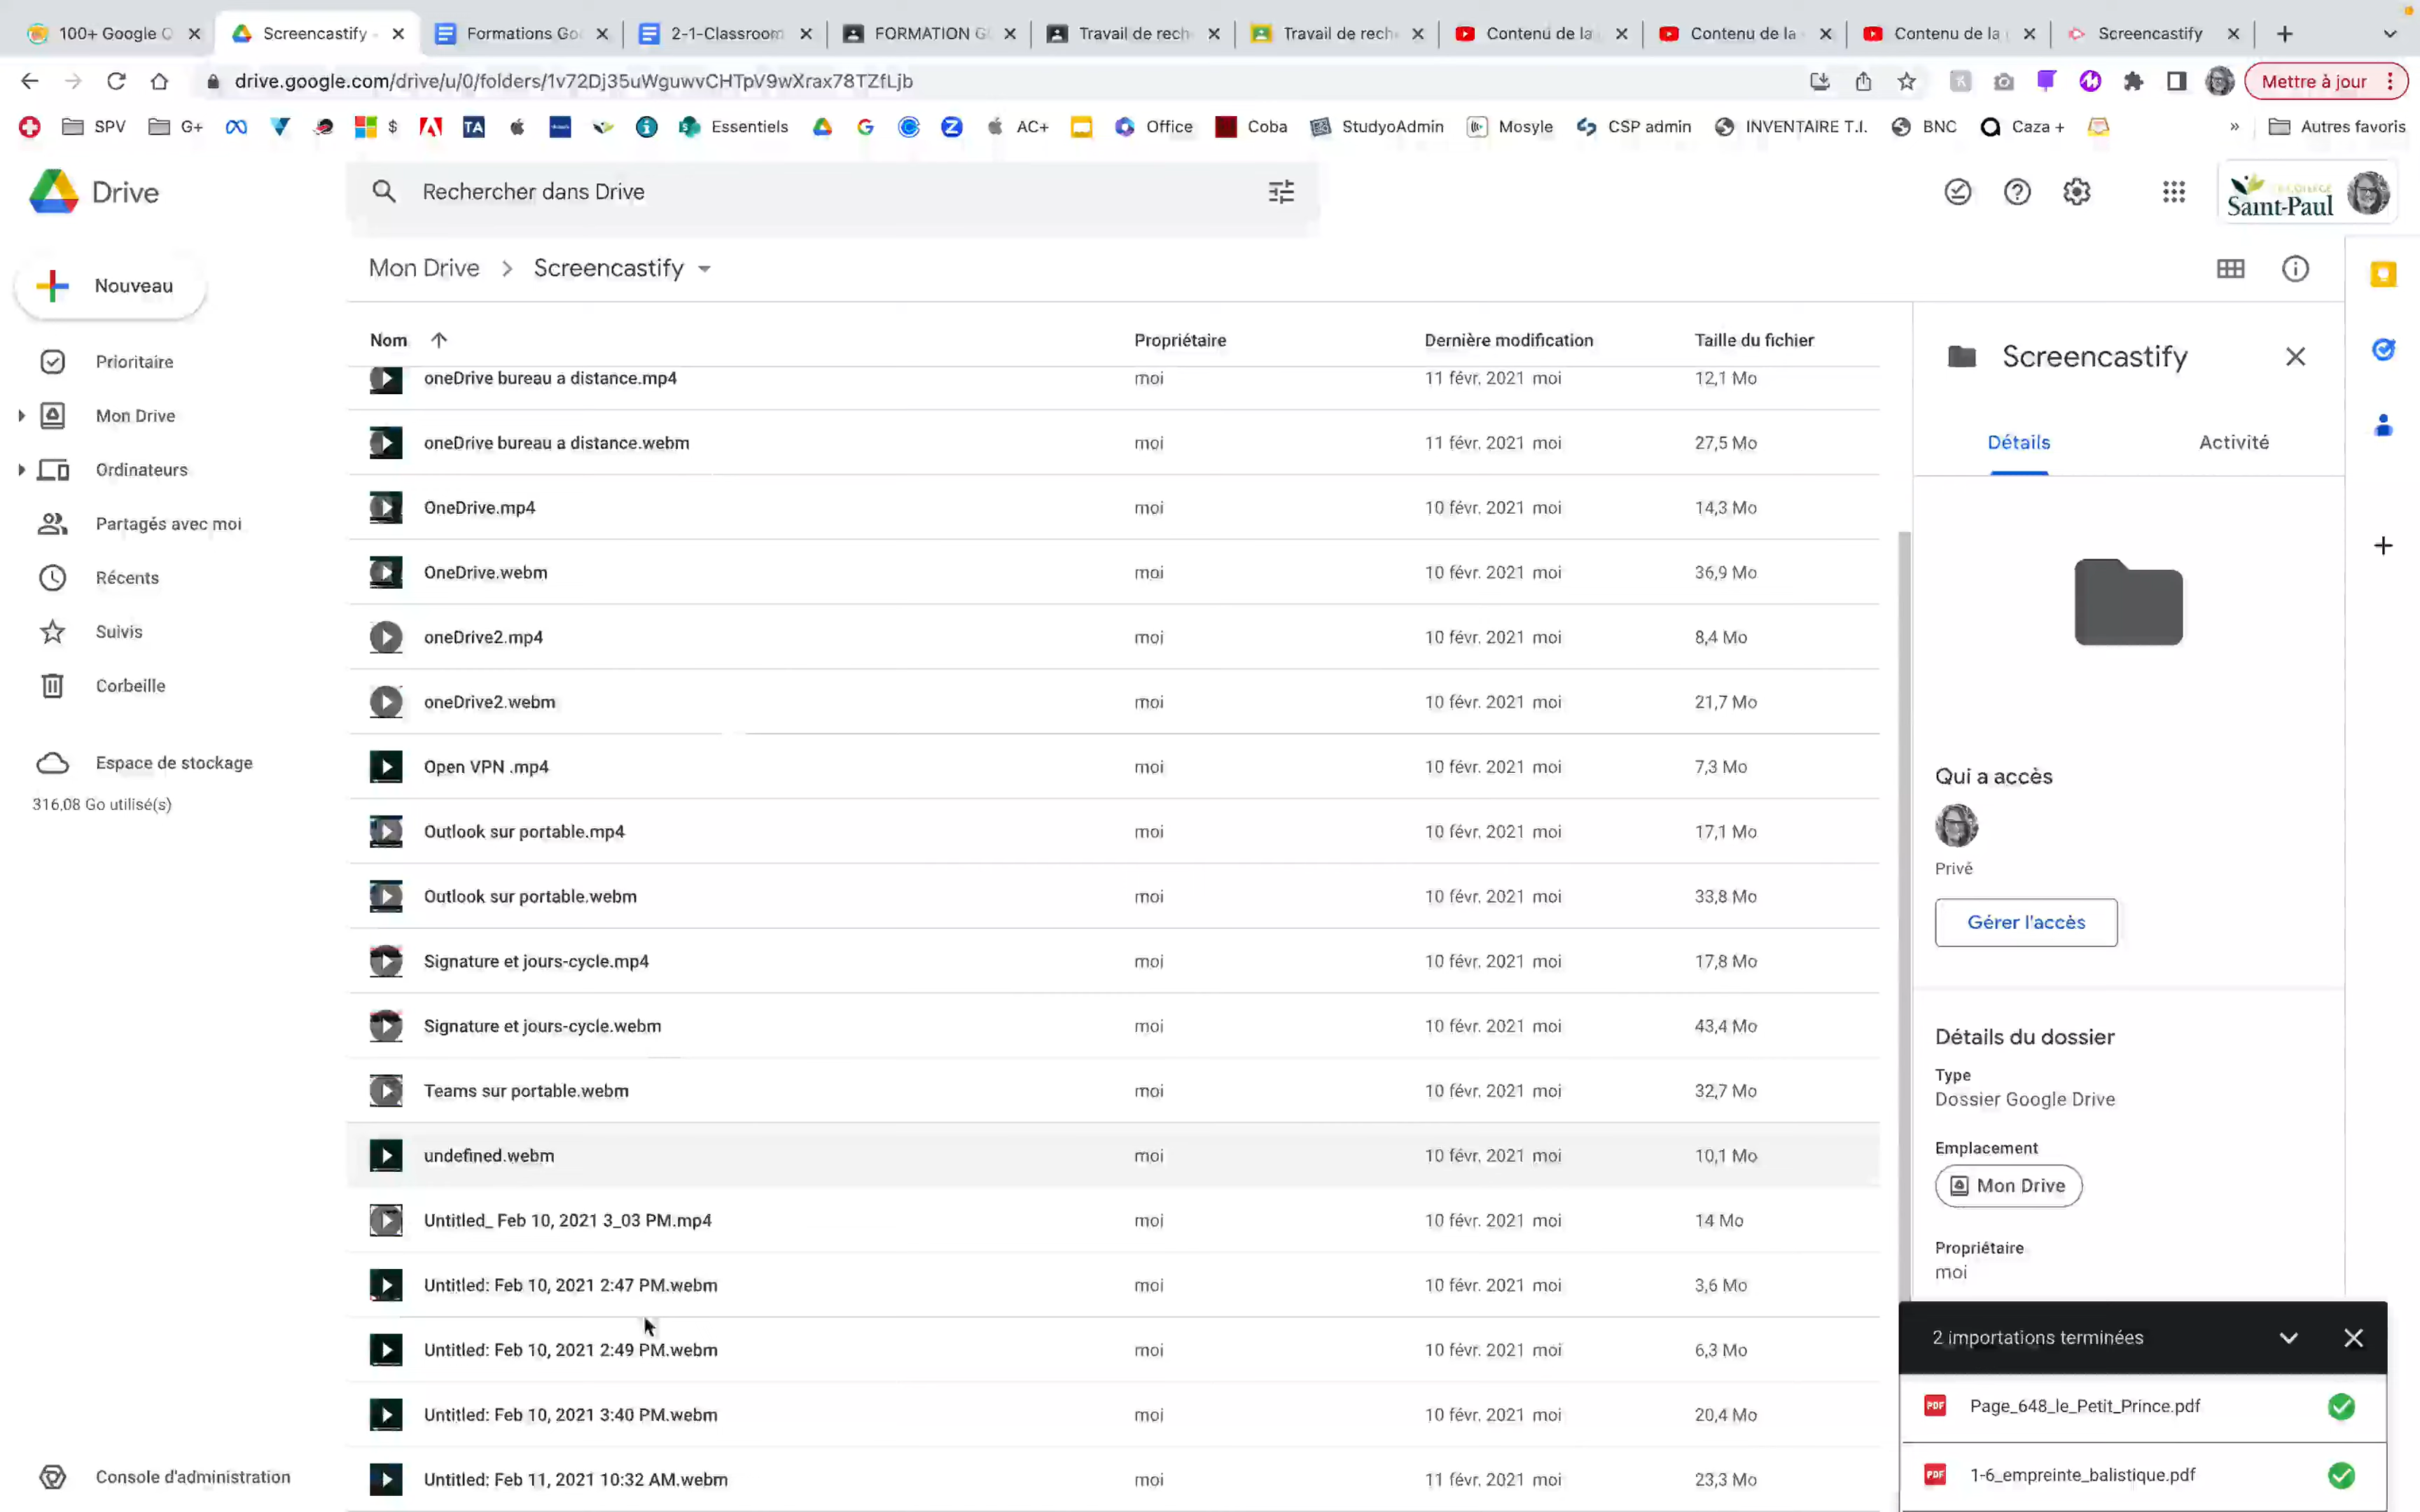 100+ Google
Screencastify
Formations Go
2-1-Classroom
FORMATION G
Travail de rech
Travail de rech
Contenu de la
Contenu de la
Contenu de la
Screencastify
drive.google.com/drive/u/0/folders/1v72Dj35uWguwvCHTpV9wXrax78TZfLjb
Mettre à jour
SPV
G+
$
TA
Essentiels
AC+
Office
Coba
StudyoAdmin
Mosyle
CSP admin
INVENTAIRE T.I.
BNC
Caza +
»
Autres favoris
Drive
Rechercher dans Drive
Saint-Paul
Nouveau
Mon Drive > Screencastify
Prioritaire
Mon Drive
Ordinateurs
Partagés avec moi
Récents
Suivis
Corbeille
Espace de stockage
316,08 Go utilisé(s)
Console d'administration
Nom Propriétaire Dernière modification Taille du fichier
oneDrive bureau a distance.mp4 moi 11 févr. 2021 moi 12,1 Mo
oneDrive bureau a distance.webm moi 11 févr. 2021 moi 27,5 Mo
OneDrive.mp4 moi 10 févr. 2021 moi 14,3 Mo
OneDrive.webm moi 10 févr. 2021 moi 36,9 Mo
oneDrive2.mp4 moi 10 févr. 2021 moi 8,4 Mo
oneDrive2.webm moi 10 févr. 2021 moi 21,7 Mo
Open VPN .mp4 moi 10 févr. 2021 moi 7,3 Mo
Outlook sur portable.mp4 moi 10 févr. 2021 moi 17,1 Mo
Outlook sur portable.webm moi 10 févr. 2021 moi 33,8 Mo
Signature et jours-cycle.mp4 moi 10 févr. 2021 moi 17,8 Mo
Signature et jours-cycle.webm moi 10 févr. 2021 moi 43,4 Mo
Teams sur portable.webm moi 10 févr. 2021 moi 32,7 Mo
undefined.webm moi 10 févr. 2021 moi 10,1 Mo
Untitled_ Feb 10, 2021 3_03 PM.mp4 moi 10 févr. 2021 moi 14 Mo
Untitled: Feb 10, 2021 2:47 PM.webm moi 10 févr. 2021 moi 3,6 Mo
Untitled: Feb 10, 2021 2:49 PM.webm moi 10 févr. 2021 moi 6,3 Mo
Untitled: Feb 10, 2021 3:40 PM.webm moi 10 févr. 2021 moi 20,4 Mo
Untitled: Feb 11, 2021 10:32 AM.webm moi 11 févr. 2021 moi 23,3 Mo
Screencastify
Détails Activité
Qui a accès
Privé
Gérer l'accès
Détails du dossier
Type
Dossier Google Drive
Emplacement
Mon Drive
Propriétaire
moi
2 importations terminées
PDF Page_648_le_Petit_Prince.pdf
PDF 1-6_empreinte_balistique.pdf